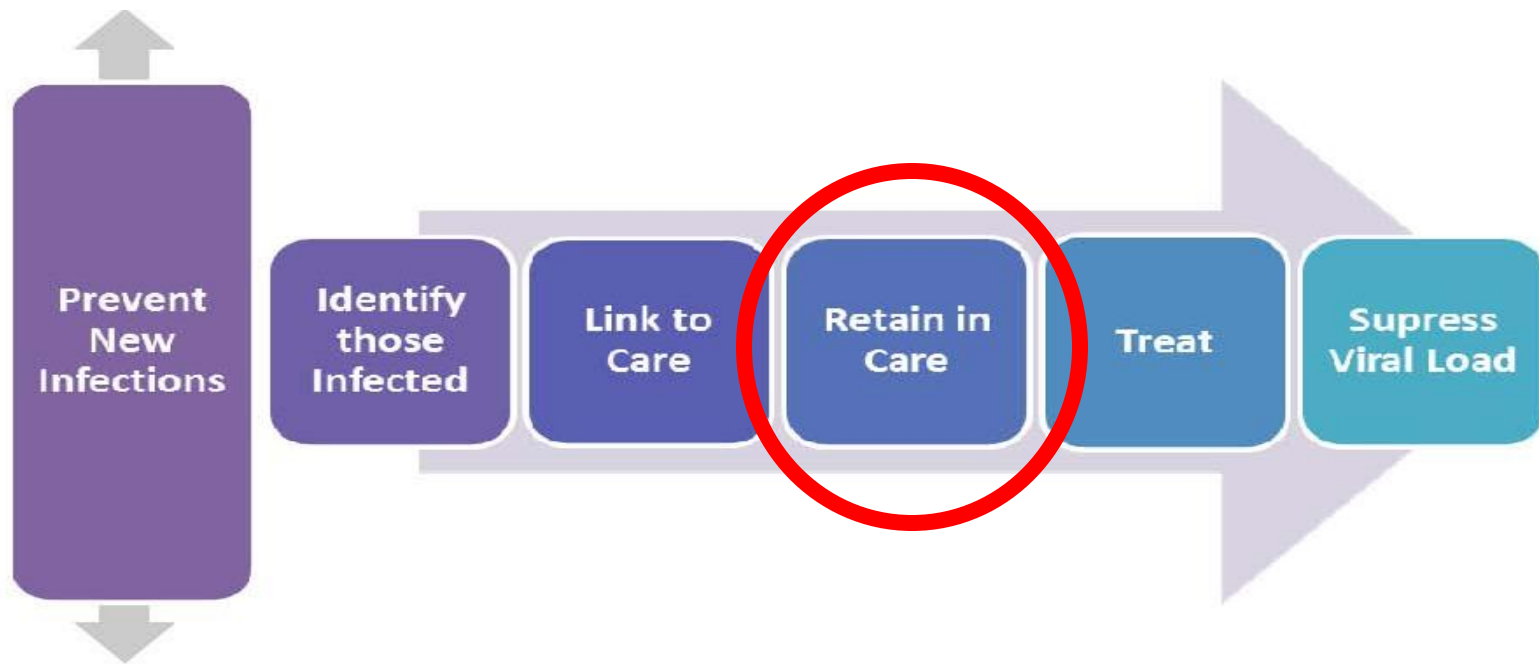 Prevent
New
Infections
Identify
those
Infected
Link to
Care
Retain in
Care
Treat
Supress
Viral Load